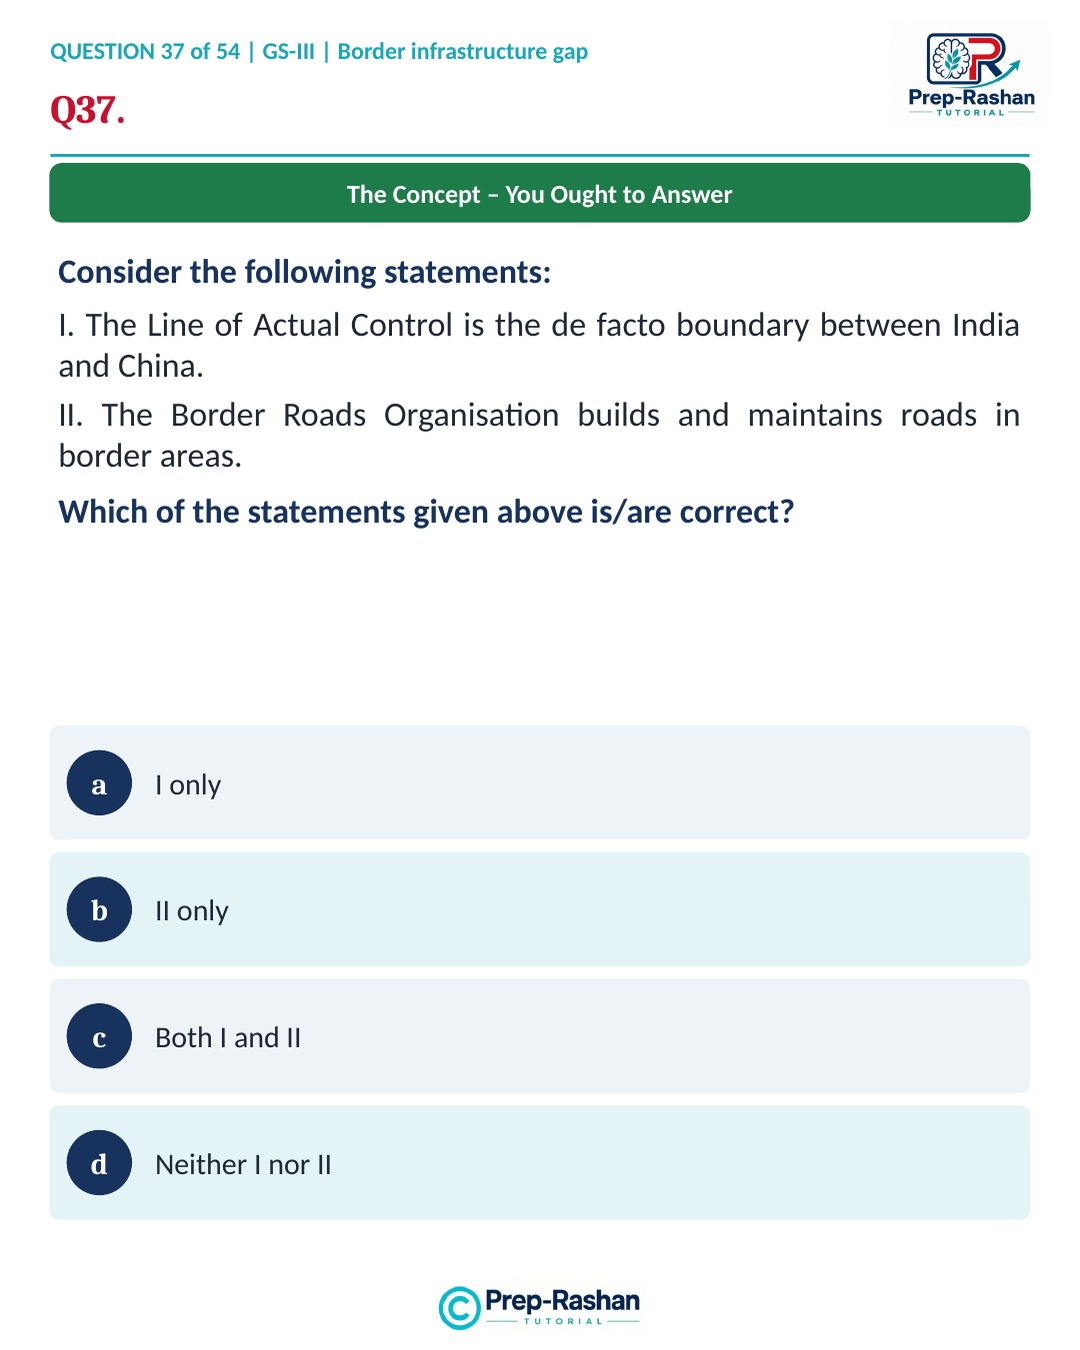 QUESTION 37 of 54 | GS-III | Border infrastructure gap
Prep-Rashan
TUTORIAL
Q37.
The Concept – You Ought to Answer
Consider the following statements:
I. The Line of Actual Control is the de facto boundary between India
and China.
II. The Border Roads Organisation builds and maintains roads in
border areas.
Which of the statements given above is/are correct?
a I only
b II only
c Both I and II
d Neither I nor II
© Prep-Rashan
TUTORIAL